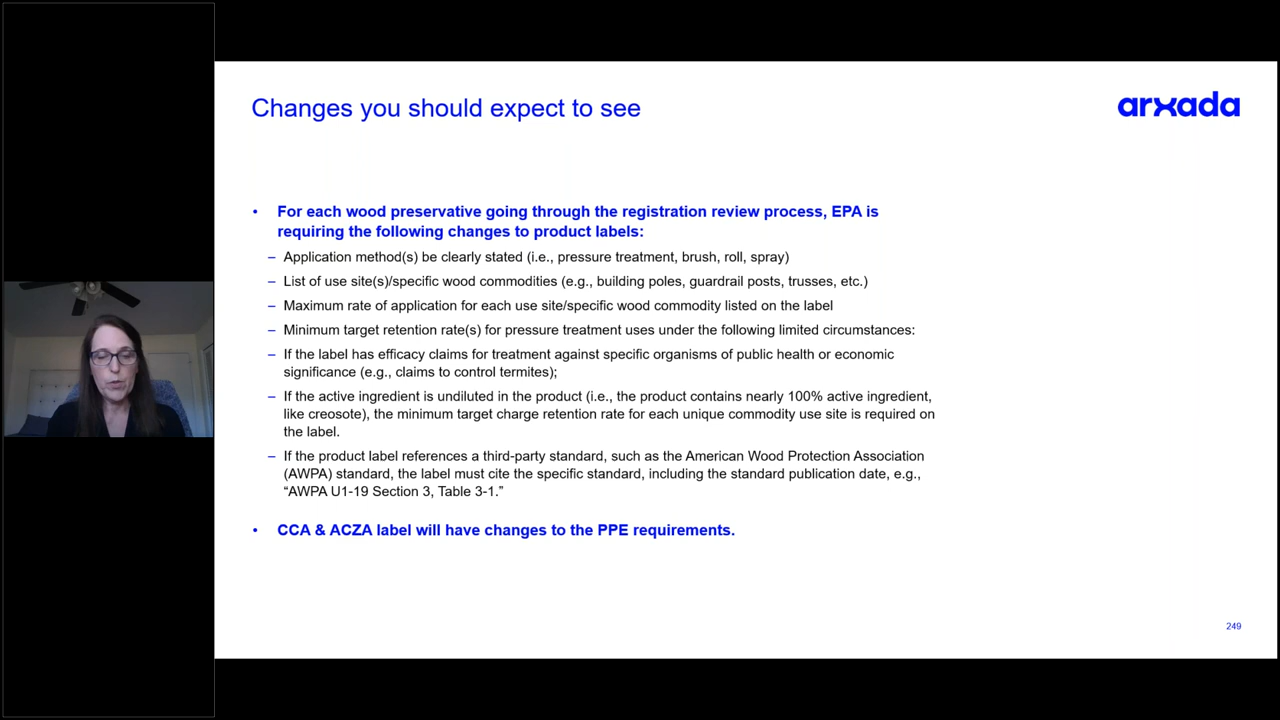 Changes you should expect to see
arxada
• For each wood preservative going through the registration review process, EPA is
requiring the following changes to product labels:
– Application method(s) be clearly stated (i.e., pressure treatment, brush, roll, spray)
– List of use site(s)/specific wood commodities (e.g., building poles, guardrail posts, trusses, etc.)
– Maximum rate of application for each use site/specific wood commodity listed on the label
– Minimum target retention rate(s) for pressure treatment uses under the following limited circumstances:
– If the label has efficacy claims for treatment against specific organisms of public health or economic
significance (e.g., claims to control termites);
– If the active ingredient is undiluted in the product (i.e., the product contains nearly 100% active ingredient,
like creosote), the minimum target charge retention rate for each unique commodity use site is required on
the label.
– If the product label references a third-party standard, such as the American Wood Protection Association
(AWPA) standard, the label must cite the specific standard, including the standard publication date, e.g.,
“AWPA U1-19 Section 3, Table 3-1.”
• CCA & ACZA label will have changes to the PPE requirements.
249